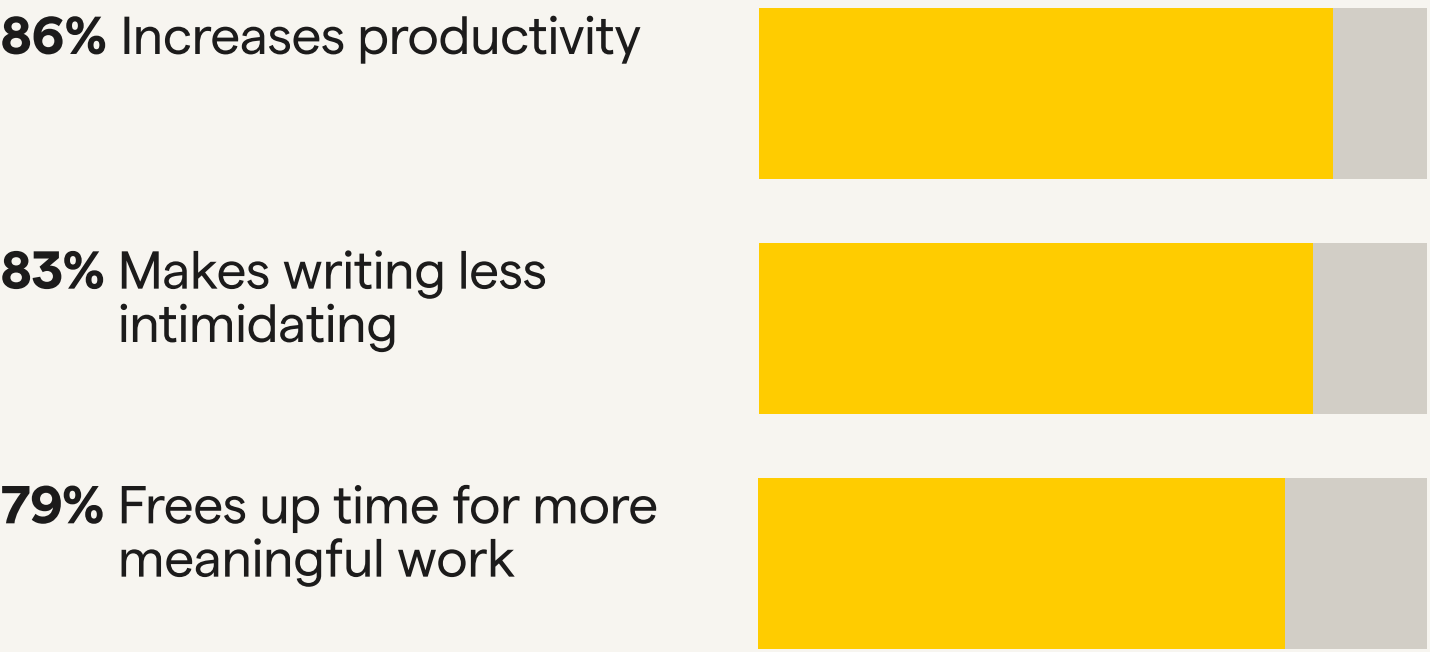 86% Increases productivity
83% Makes writing less
intimidating
79% Frees up time for more
meaningful work